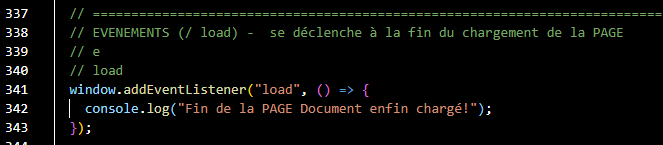 337 // ==================================================================
338 // EVENEMENTS (/ load) -  se déclenche à la fin du chargement de la PAGE
339 // e
340 // load
341 window.addEventListener("load", () => {
342   console.log("Fin de la PAGE Document enfin chargé!");
343 });